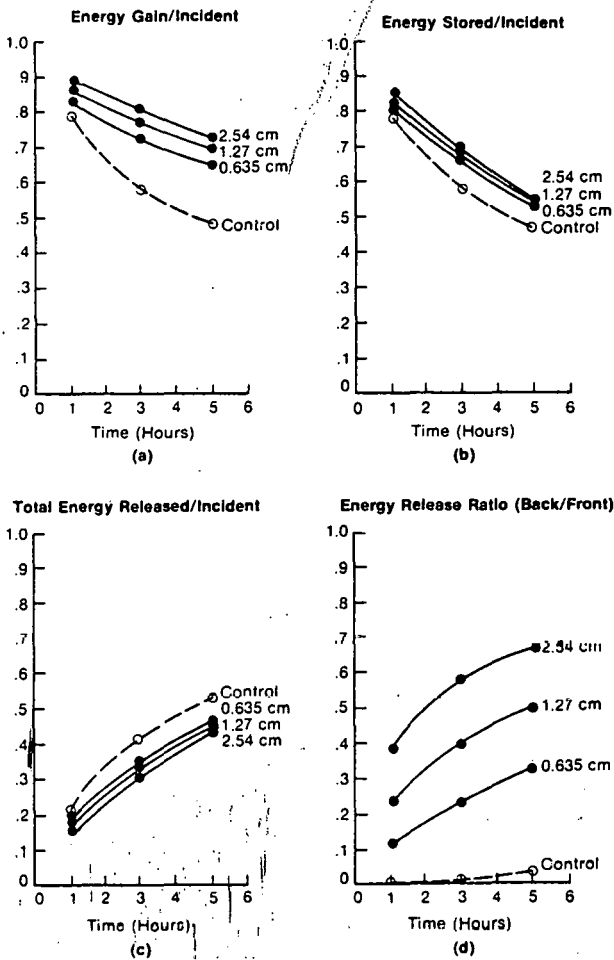 Energy Gain/Incident
1.0
.9
.8
.7
.6
.5
.4
.3
.2
.1
0
2.54 cm
1.27 cm
0.635 cm
Control
0 1 2 3 4 5 6
Time (Hours)
(a)
Energy Stored/Incident
1.0
.9
.8
.7
.6
.5
.4
.3
.2
.1
0
2.54 cm
1.27 cm
0.635 cm
Control
0 1 2 3 4 5 6
Time (Hours)
(b)
Total Energy Released/Incident
1.0
.9
.8
.7
.6
.5
.4
.3
.2
.1
0
Control
0.635 cm
1.27 cm
2.54 cm
0 1 2 3 4 5 6
Time (Hours)
(c)
Energy Release Ratio (Back/Front)
1.0
.9
.8
.7
.6
.5
.4
.3
.2
.1
0
2.54 cm
1.27 cm
0.635 cm
Control
0 1 2 3 4 5 6
Time (Hours)
(d)